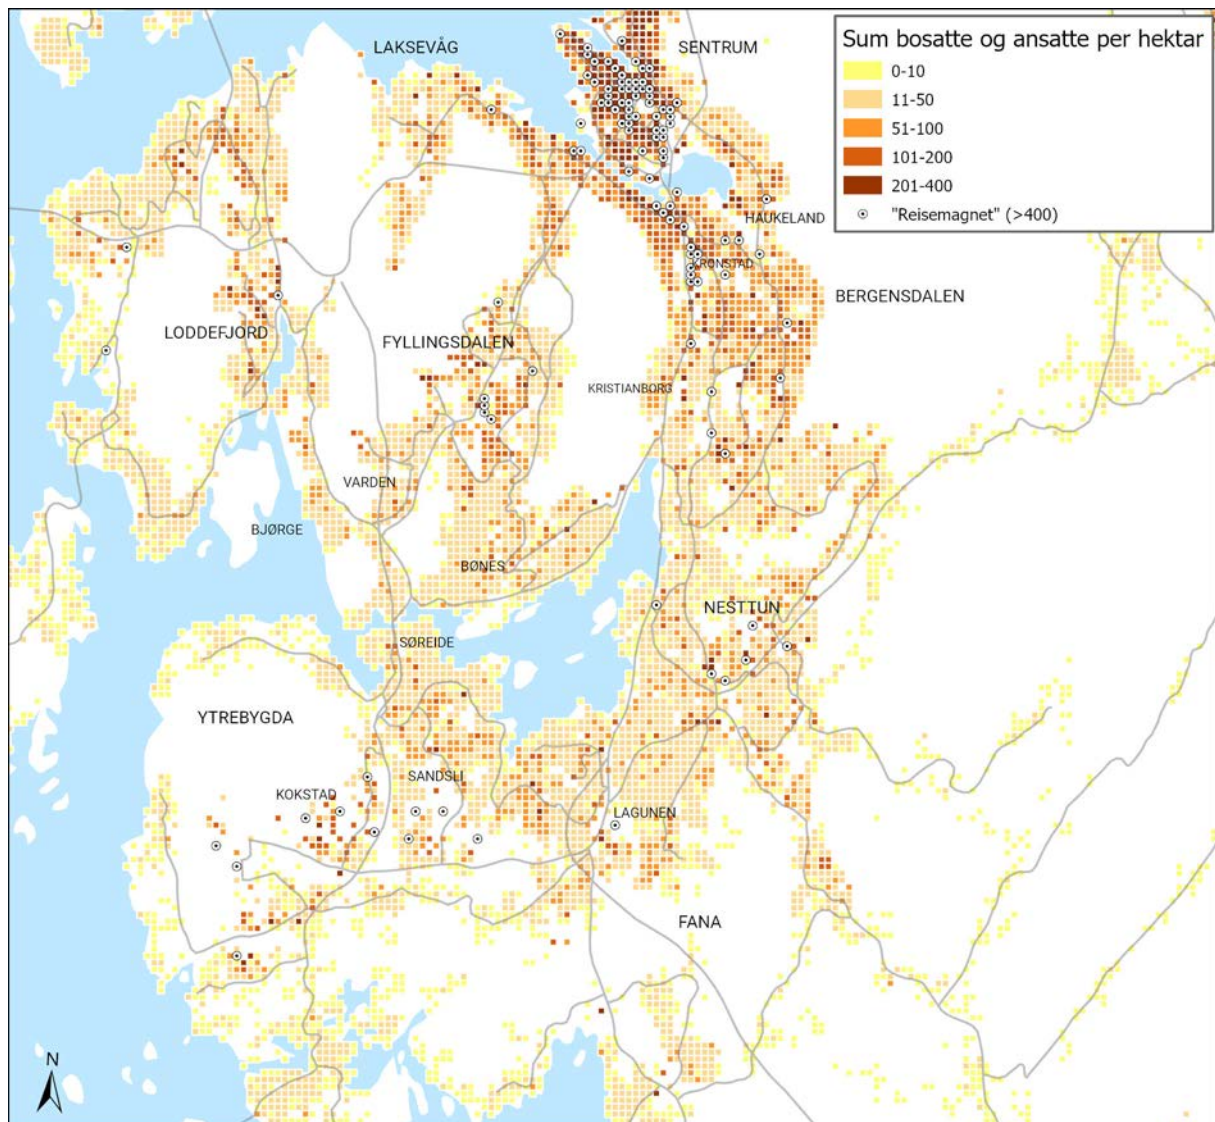 LAKSEVÅG
SENTRUM
Sum bosatte og ansatte per hektar
0-10
11-50
51-100
101-200
201-400
"Reisemagnet" (>400)
HAUKELAND
KRONSTAD
BERGENSDALEN
LODDEFJORD
FYLLINGSDALEN
KRISTIANBORG
VARDEN
BJØRGE
BØNES
NESTTUN
SØREIDE
YTREBYGDA
SANDSLI
KOKSTAD
LAGUNEN
FANA
N